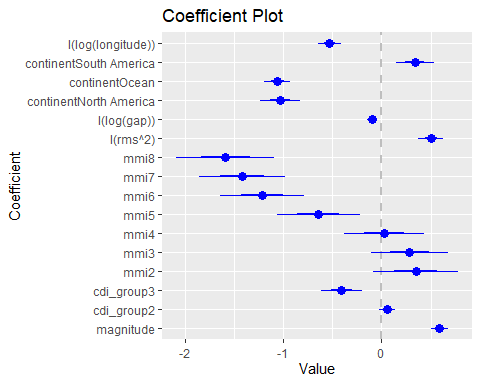 Coefficient Plot
Coefficient
I(log(longitude))
continentSouth America
continentOcean
continentNorth America
I(log(gap))
I(rms^2)
mmi8
mmi7
mmi6
mmi5
mmi4
mmi3
mmi2
cdi_group3
cdi_group2
magnitude
-2 -1 0
Value